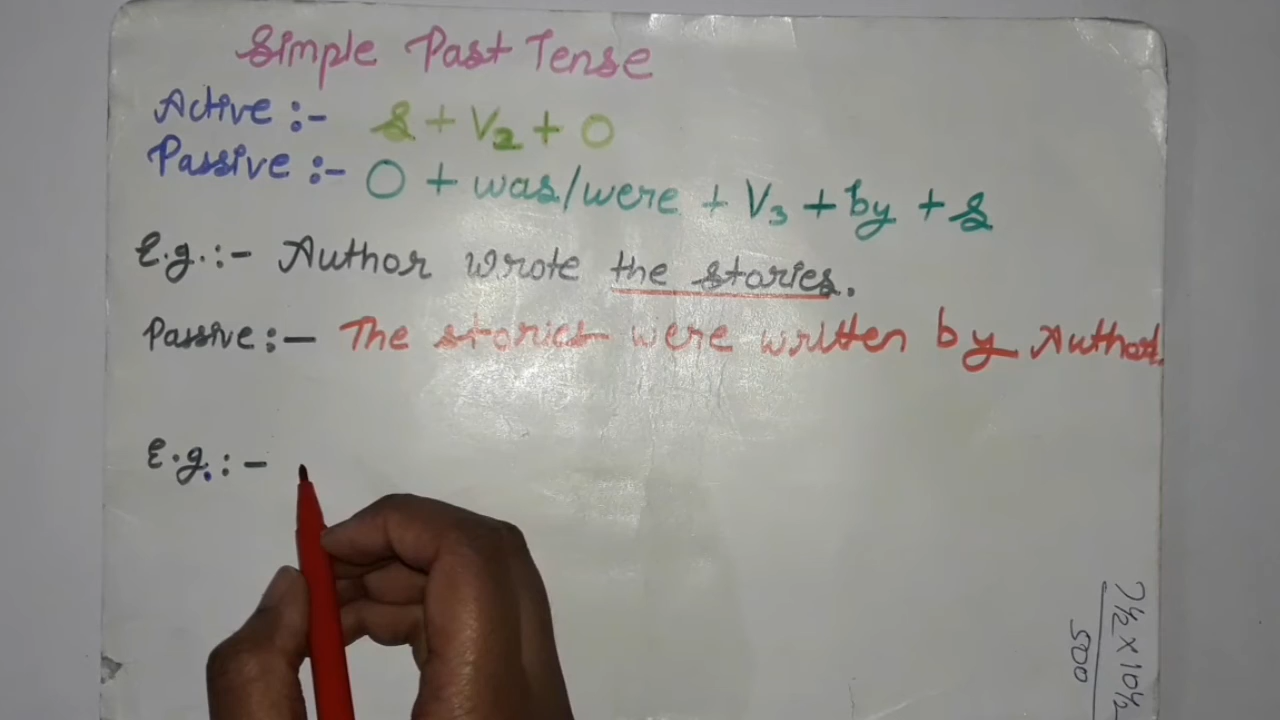 Simple Past Tense
Active :- S + V2 + O
Passive :- O + was/were + V3 + by + S
E.g. :- Author wrote the stories.
Passive :- The stories were written by Author.
E.g. :-
7½ x 10½
500